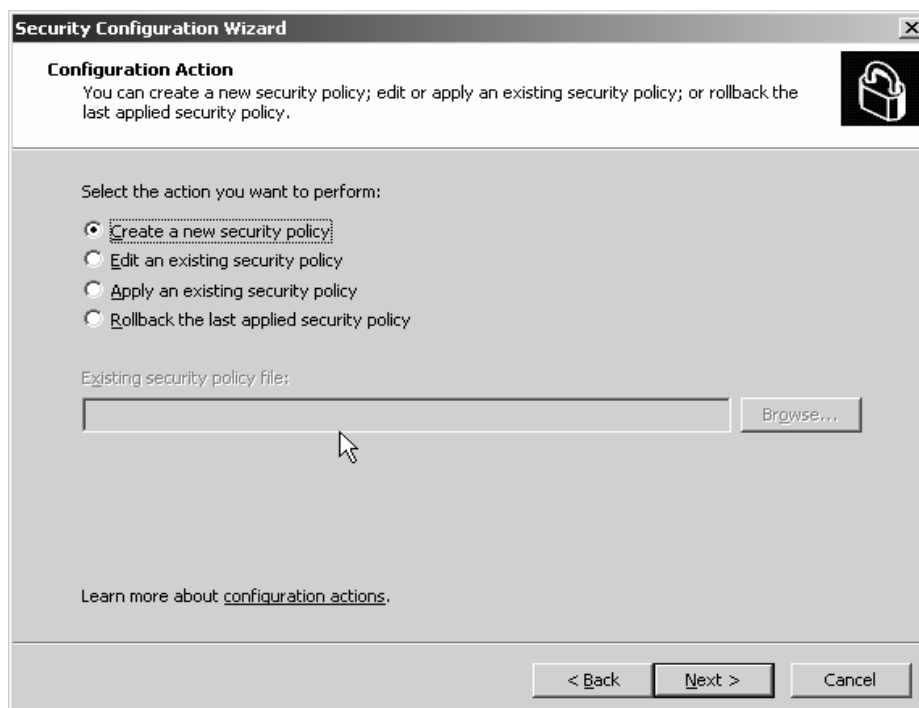 Security Configuration Wizard
Configuration Action
You can create a new security policy; edit or apply an existing security policy; or rollback the
last applied security policy.
Select the action you want to perform:
Create a new security policy
Edit an existing security policy
Apply an existing security policy
Rollback the last applied security policy
Existing security policy file:
Browse...
Learn more about configuration actions.
< Back
Next >
Cancel